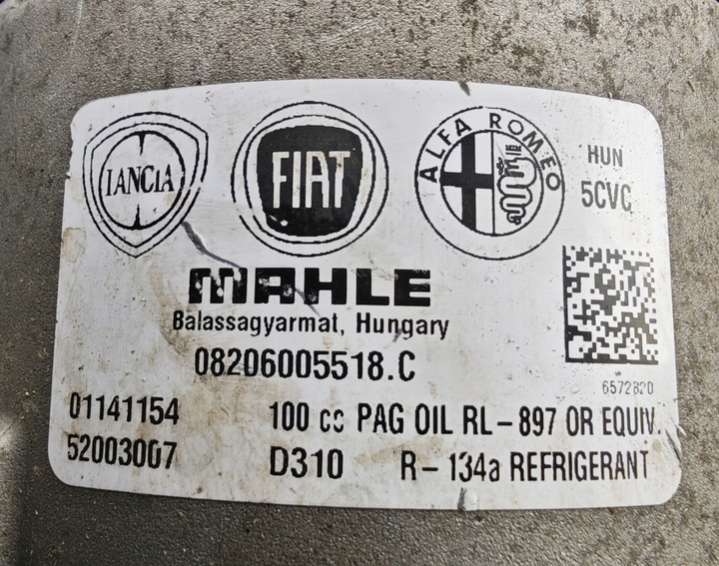 LANCIA
FIAT
ALFA ROMEO
HUN
5CVC
MAHLE
Balassagyarmat, Hungary
08206005518.C
6572820
01141154
100 cc PAG OIL RL-897 OR EQUIV.
52003007
D310
R-134a REFRIGERANT